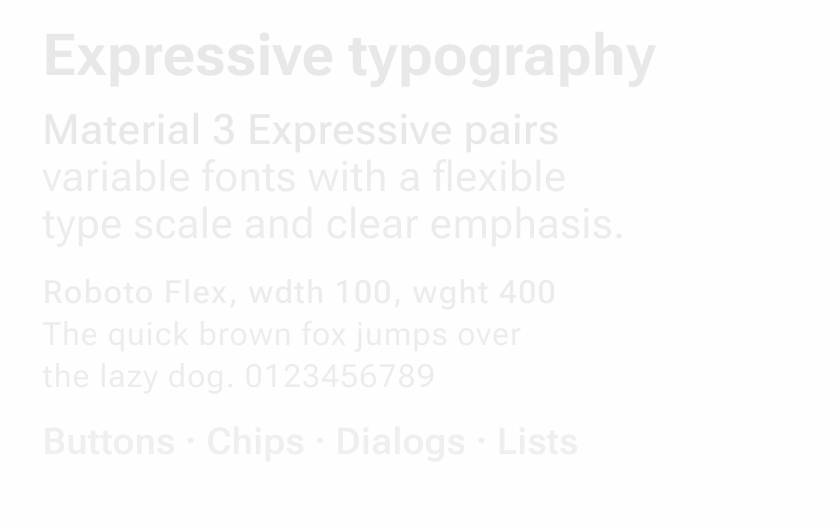 Expressive typography
Material 3 Expressive pairs
variable fonts with a flexible
type scale and clear emphasis.
Roboto Flex, wdth 100, wght 400
The quick brown fox jumps over
the lazy dog. 0123456789
Buttons · Chips · Dialogs · Lists